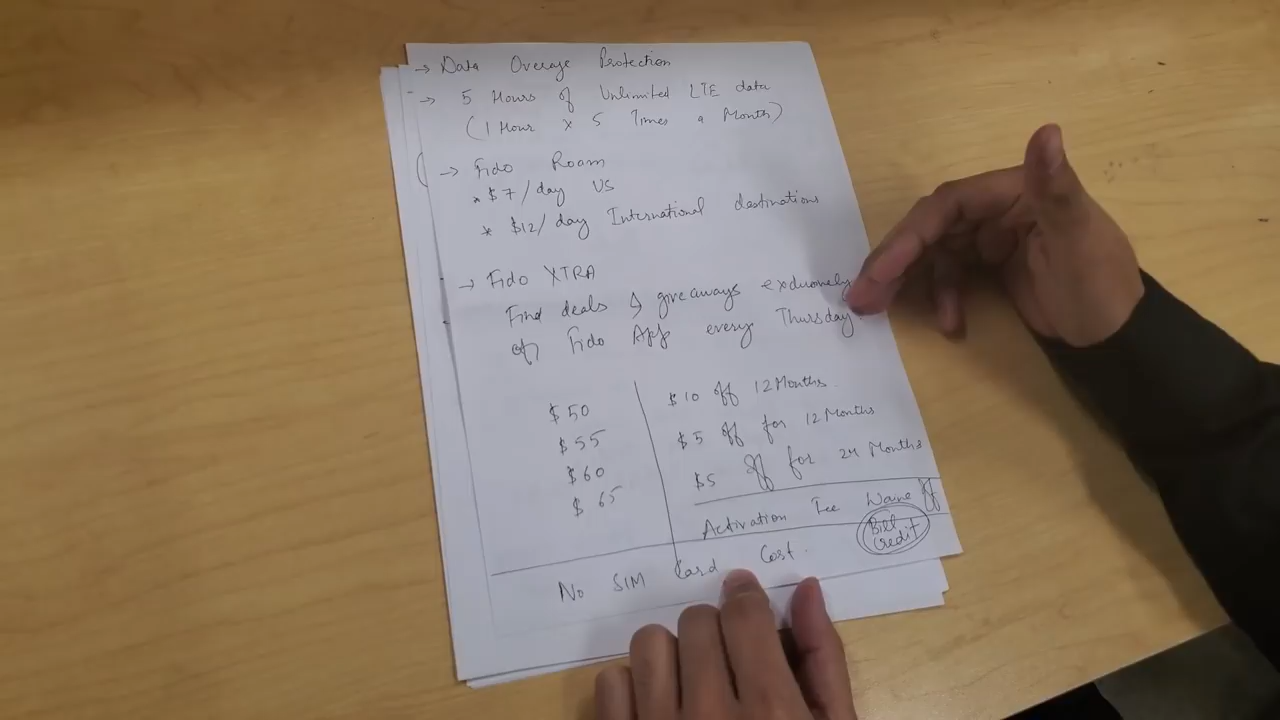 → Data Overage Protection
→ 5 Hours of Unlimited LTE data
(1 Hour × 5 Times a Month)
→ Fido Roam
* $7/day US
* $12/day International destinations
→ Fido XTRA
Find deals & giveaways exclusively
on Fido App every Thursday
$50
$55
$60
$65
$10 off 12 Months
$5 off for 12 Months
$5 off for 24 Months
Activation Fee Wave off
Bill
Credit
No SIM Card Cost.